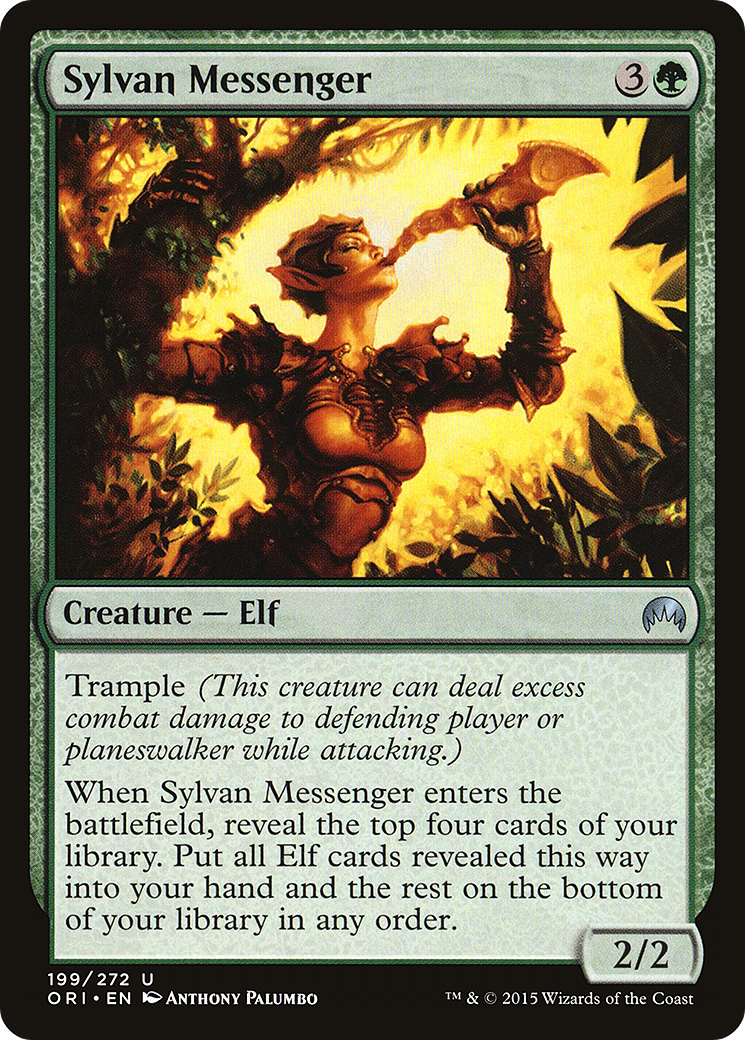 Sylvan Messenger 3
Creature — Elf
Trample (This creature can deal excess
combat damage to defending player or
planeswalker while attacking.)
When Sylvan Messenger enters the
battlefield, reveal the top four cards of your
library. Put all Elf cards revealed this way
into your hand and the rest on the bottom
of your library in any order.
2/2
199/272 U
ORI • EN Anthony Palumbo
™ & © 2015 Wizards of the Coast